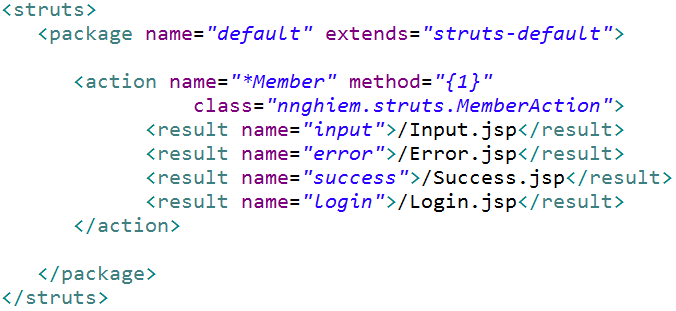 <struts>
<package name="default" extends="struts-default">
<action name="*Member" method="{1}"
class="nnghiem.struts.MemberAction">
<result name="input">/Input.jsp</result>
<result name="error">/Error.jsp</result>
<result name="success">/Success.jsp</result>
<result name="login">/Login.jsp</result>
</action>
</package>
</struts>